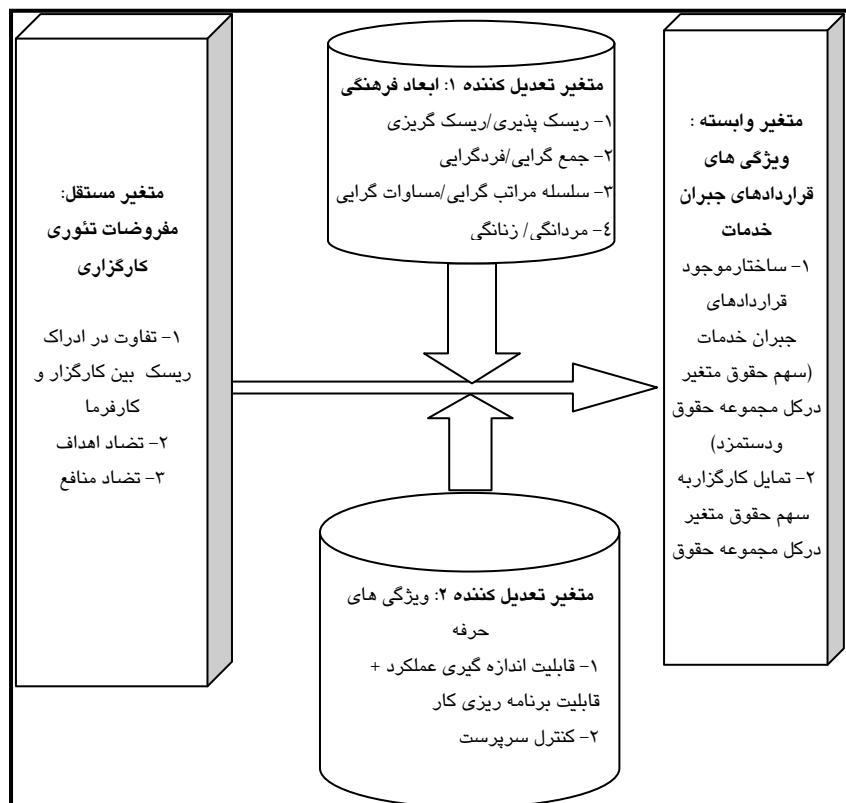 متغیر مستقل:
مفروضات تئوری
کارگزاری
۱- تفاوت در ادراک
ریسک بین کارگزار و
کارفرما
۲- تضاد اهداف
۳- تضاد منافع
متغیر تعدیل کننده ۱: ابعاد فرهنگی
۱- ریسک پذیری/ریسک گریزی
۲- جمع گرایی/فردگرایی
۳- سلسله مراتب گرایی/مساوات گرایی
٤- مردانگی/ زنانگی
متغیر تعدیل کننده ۲: ویژگی های
حرفه
۱- قابلیت اندازه گیری عملکرد +
قابلیت برنامه ریزی کار
۲- کنترل سرپرست
متغیر وابسته :
ویژگی های
قراردادهای جبران
خدمات
۱- ساختارموجود
قراردادهای
جبران خدمات
(سهم حقوق متغیر
درکل مجموعه حقوق
ودستمزد)
۲- تمایل کارگزاربه
سهم حقوق متغیر
درکل مجموعه حقوق